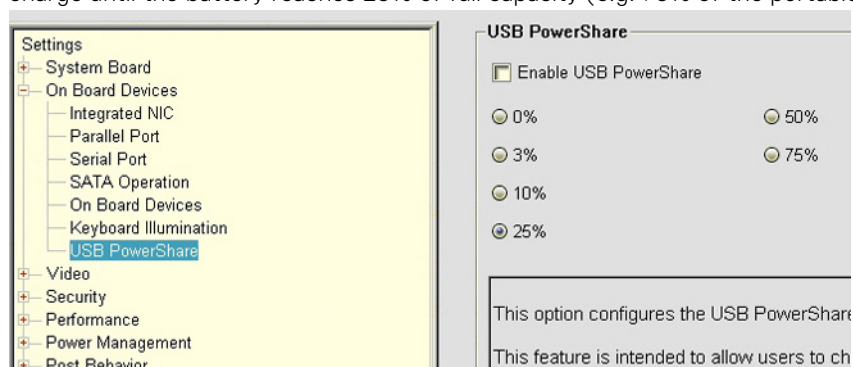 Settings
System Board
On Board Devices
Integrated NIC
Parallel Port
Serial Port
SATA Operation
On Board Devices
Keyboard Illumination
USB PowerShare
Video
Security
Performance
Power Management
Post Behavior
USB PowerShare
Enable USB PowerShare
0% 50%
3% 75%
10%
25%
This option configures the USB PowerShare
This feature is intended to allow users to ch